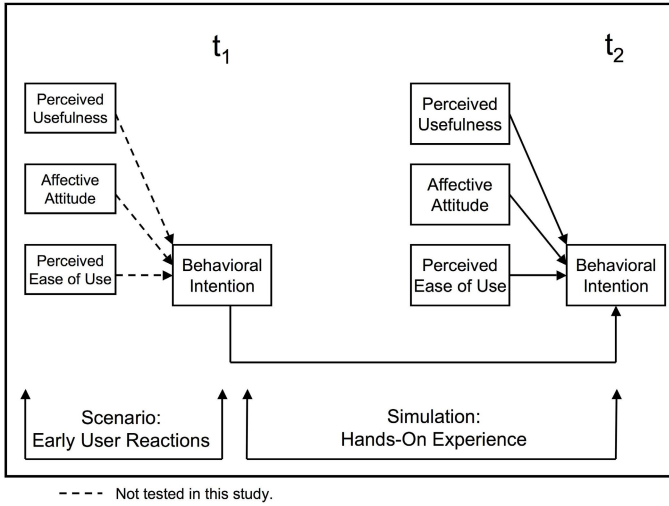 t1
t2
Perceived
Usefulness
Affective
Attitude
Perceived
Ease of Use
Behavioral
Intention
Perceived
Usefulness
Affective
Attitude
Perceived
Ease of Use
Behavioral
Intention
Scenario:
Early User Reactions
Simulation:
Hands-On Experience
Not tested in this study.